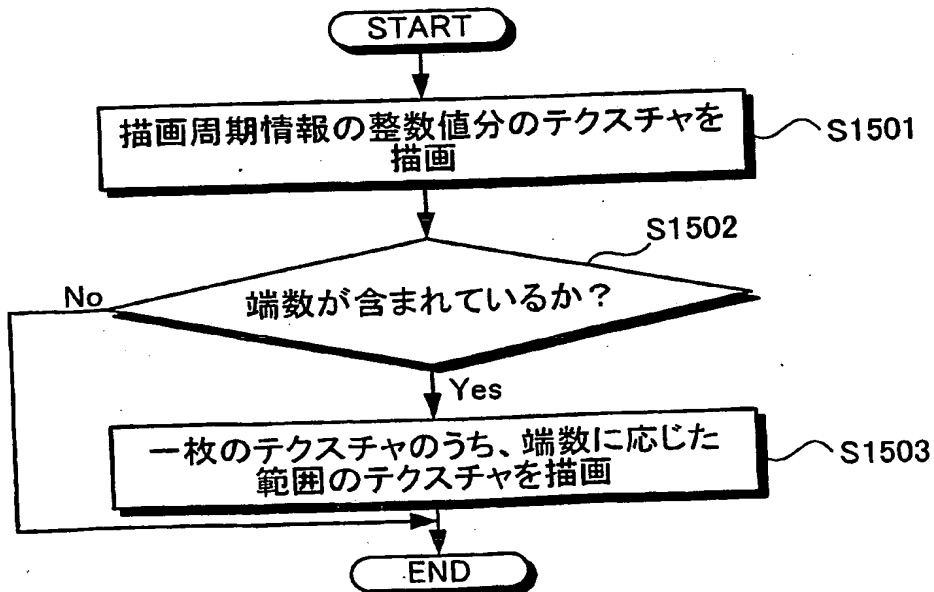 START
描画周期情報の整数値分のテクスチャを
描画
S1501
S1502
端数が含まれているか？
No
Yes
一枚のテクスチャのうち、端数に応じた
範囲のテクスチャを描画
S1503
END